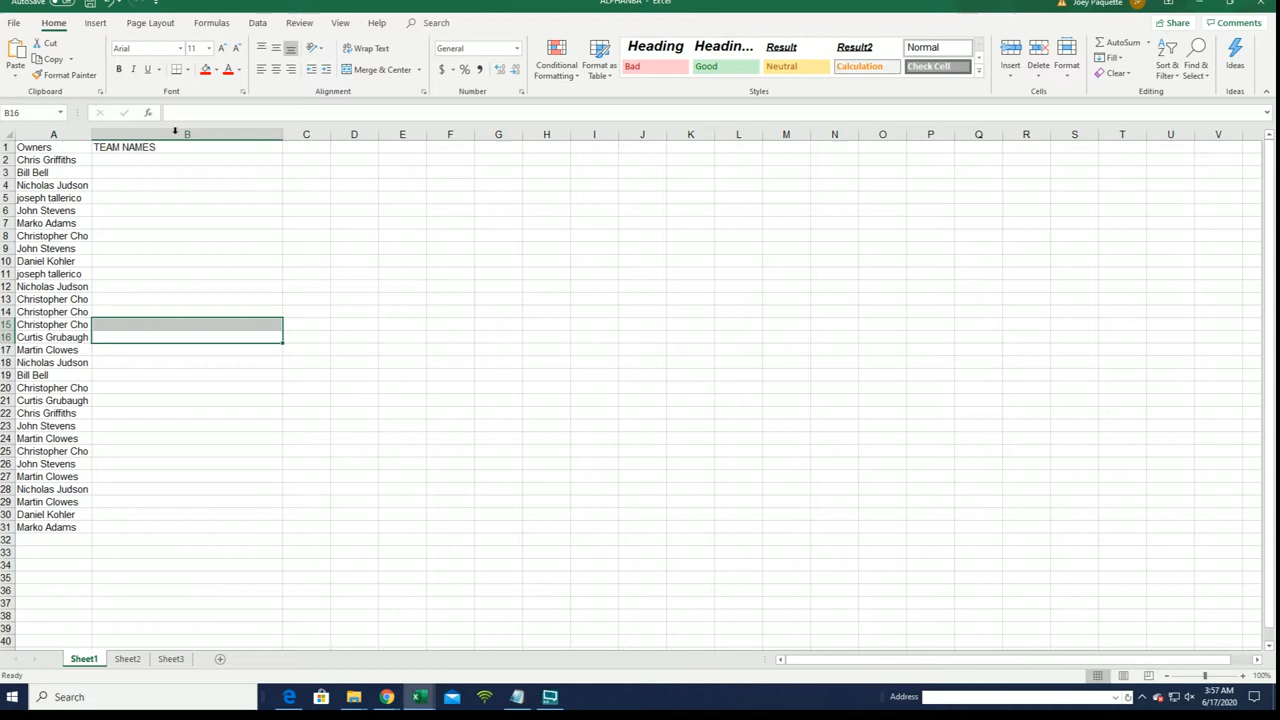 AutoSave Off ALPHANBA - Excel Joey Paquette JP
File Home Insert Page Layout Formulas Data Review View Help Search Share Comments
Paste Cut Copy Format Painter
Clipboard
Arial 11
B I U
Font
Wrap Text
Merge & Center
Alignment
General
$ % ,
Number
Conditional Formatting Format as Table
Heading Headin... Result Result2 Normal
Bad Good Neutral Calculation Check Cell
Styles
Insert Delete Format
Cells
AutoSum
Fill
Clear
Sort & Filter Find & Select
Editing
Ideas
Ideas
B16 fx
A B C D E F G H I J K L M N O P Q R S T U V
1 Owners TEAM NAMES
2 Chris Griffiths
3 Bill Bell
4 Nicholas Judson
5 joseph tallerico
6 John Stevens
7 Marko Adams
8 Christopher Cho
9 John Stevens
10 Daniel Kohler
11 joseph tallerico
12 Nicholas Judson
13 Christopher Cho
14 Christopher Cho
15 Christopher Cho
16 Curtis Grubaugh
17 Martin Clowes
18 Nicholas Judson
19 Bill Bell
20 Christopher Cho
21 Curtis Grubaugh
22 Chris Griffiths
23 John Stevens
24 Martin Clowes
25 Christopher Cho
26 John Stevens
27 Martin Clowes
28 Nicholas Judson
29 Martin Clowes
30 Daniel Kohler
31 Marko Adams
32
33
34
35
36
37
38
39
40
Sheet1 Sheet2 Sheet3
Ready 100%
Search Address 3:57 AM
6/17/2020